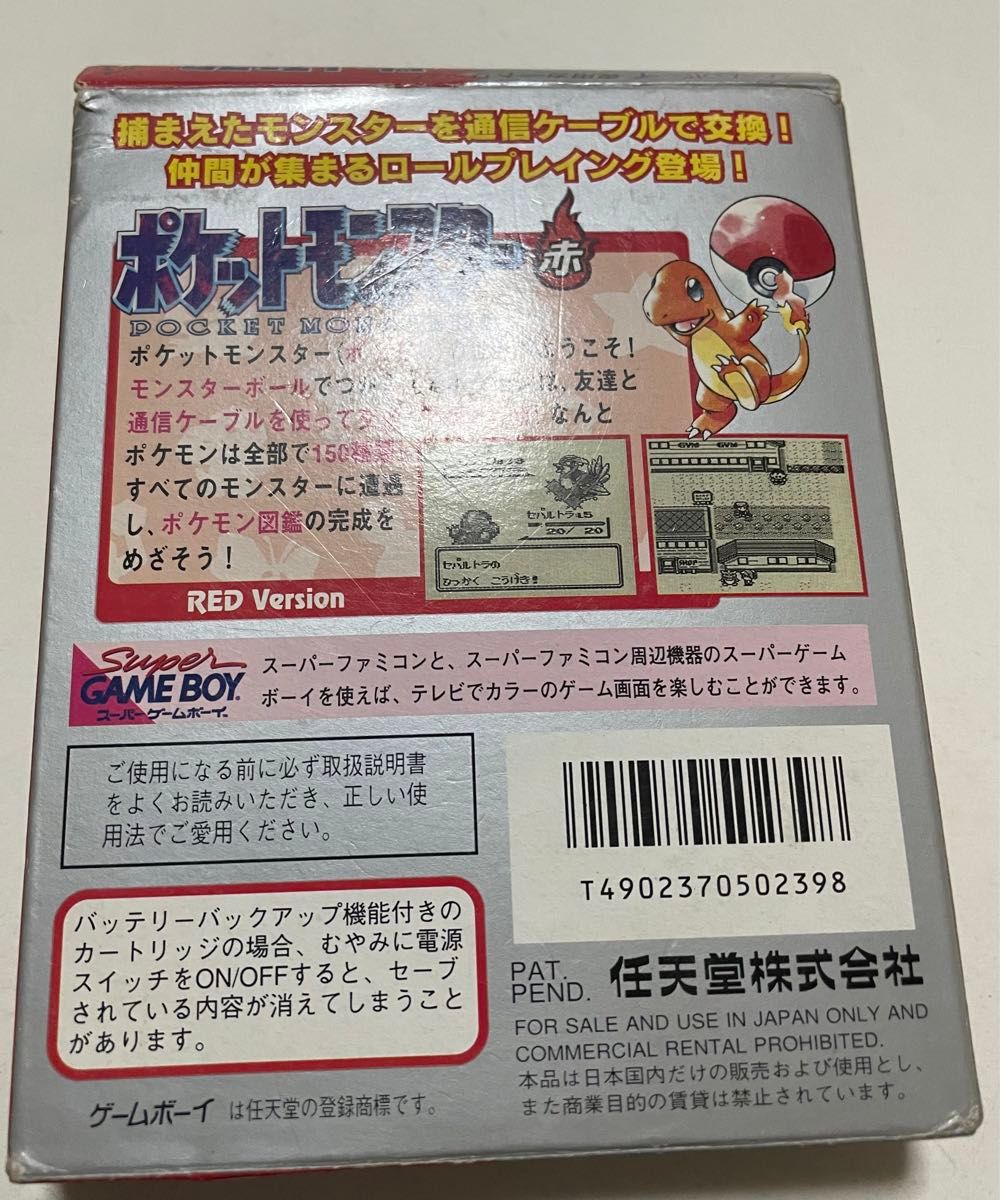 捕まえたモンスターを通信ケーブルで交換！
仲間が集まるロールプレイング登場！
ポケットモンスター 赤
POCKET MON
ポケットモンスター(ポ ようこそ！
モンスターボールでつか は、友達と
通信ケーブルを使って なんと
ポケモンは全部で150種類！
すべてのモンスターに遭遇
し、ポケモン図鑑の完成を
めざそう！
セバルトラ :L5
20/ 20
セバルトラの
ひっかく こうげき!!
GYM GYM
SHOP
RED Version
Super
GAME BOY
スーパーゲームボーイ
スーパーファミコンと、スーパーファミコン周辺機器のスーパーゲーム
ボーイを使えば、テレビでカラーのゲーム画面を楽しむことができます。
ご使用になる前に必ず取扱説明書
をよくお読みいただき、正しい使
用法でご愛用ください。
T4902370502398
バッテリーバックアップ機能付きの
カートリッジの場合、むやみに電源
スイッチをON/OFFすると、セーブ
されている内容が消えてしまうこと
があります。
PAT.
PEND.
任天堂株式会社
FOR SALE AND USE IN JAPAN ONLY AND
COMMERCIAL RENTAL PROHIBITED.
本品は日本国内だけの販売および使用とし、
また商業目的の賃貸は禁止されています。
ゲームボーイ は任天堂の登録商標です。